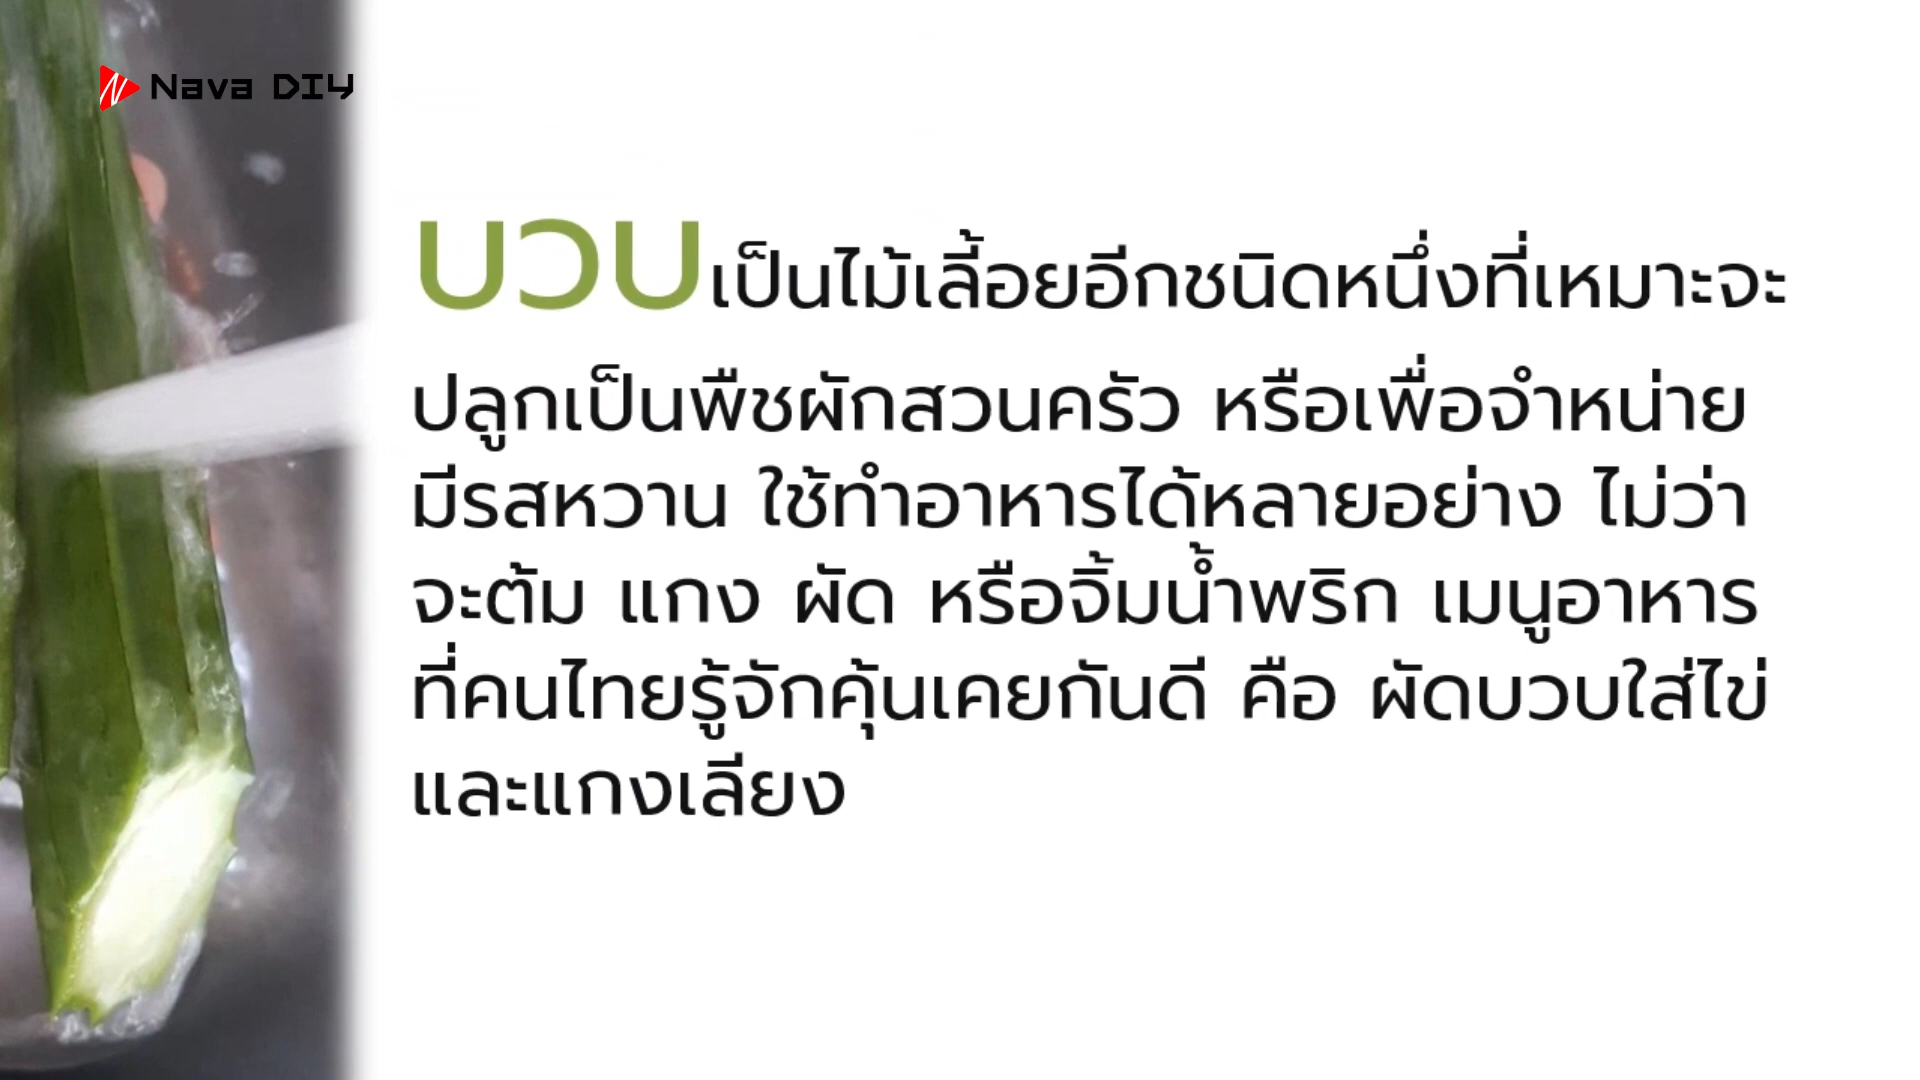 Nava DIY
บวบเป็นไม้เลื้อยอีกชนิดหนึ่งที่เหมาะจะ
ปลูกเป็นพืชผักสวนครัว หรือเพื่อจำหน่าย
มีรสหวาน ใช้ทำอาหารได้หลายอย่าง ไม่ว่า
จะต้ม แกง ผัด หรือจิ้มน้ำพริก เมนูอาหาร
ที่คนไทยรู้จักคุ้นเคยกันดี คือ ผัดบวบใส่ไข่
และแกงเลียง